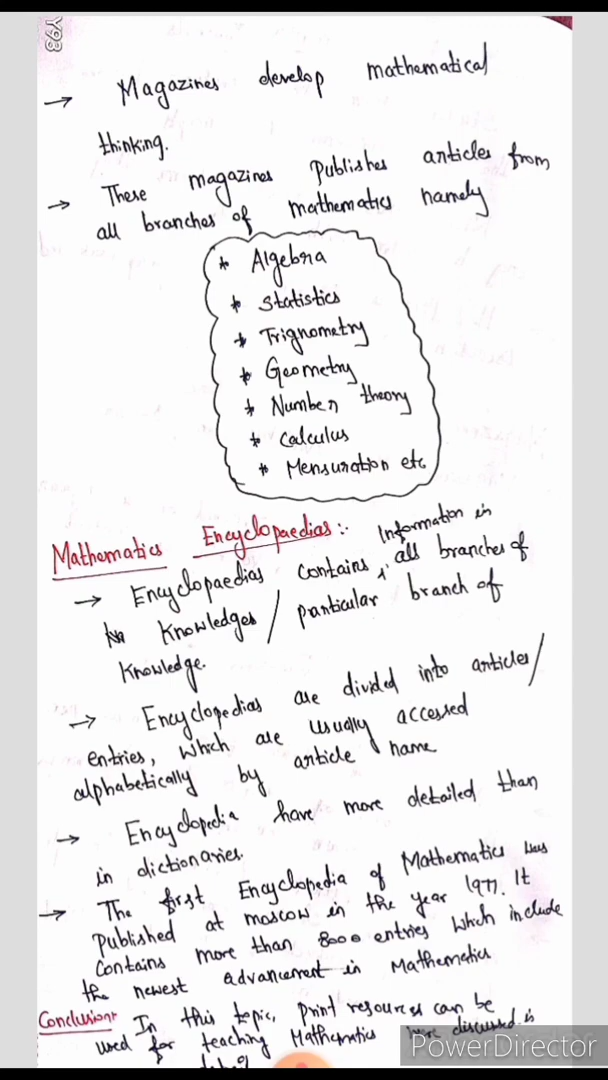 Y93
→ Magazines develop mathematical
thinking.
→ These magazines Publishes articles from
all branches of mathematics namely
* Algebra
* Statistics
* Trignometry
* Geometry
* Number theory
* Calculus
* Mensuration etc
Mathematics Encyclopaedias:-
→ Encyclopaedias contains, Information in all branches of
Knowledges / particular branch of
Knowledge.
→ Encyclopedias are divided into articles/
entries, which are usually accessed
alphabetically by article name
→ Encyclopedia have more detailed than
in dictionaries.
→ The first Encyclopedia of Mathematics was
Published at moscow in the year 1977. It
contains more than 8000 entries which include
the newest advancement in Mathematics
Conclusion:- In this topic, print resources can be
used for teaching Mathematics were discussed in
PowerDirector